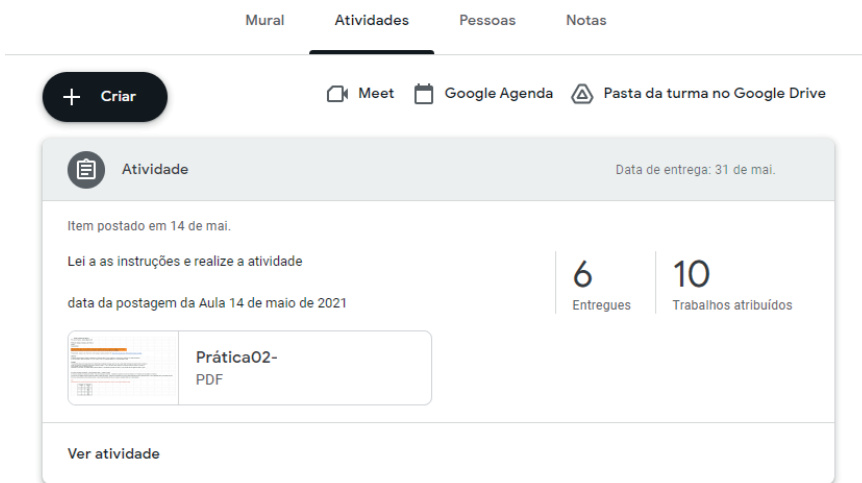 Mural Atividades Pessoas Notas
+ Criar Meet Google Agenda Pasta da turma no Google Drive
Atividade Data de entrega: 31 de mai.
Item postado em 14 de mai.
Lei a as instruções e realize a atividade
6 10
Entregues Trabalhos atribuídos
data da postagem da Aula 14 de maio de 2021
Prática02-
PDF
Ver atividade